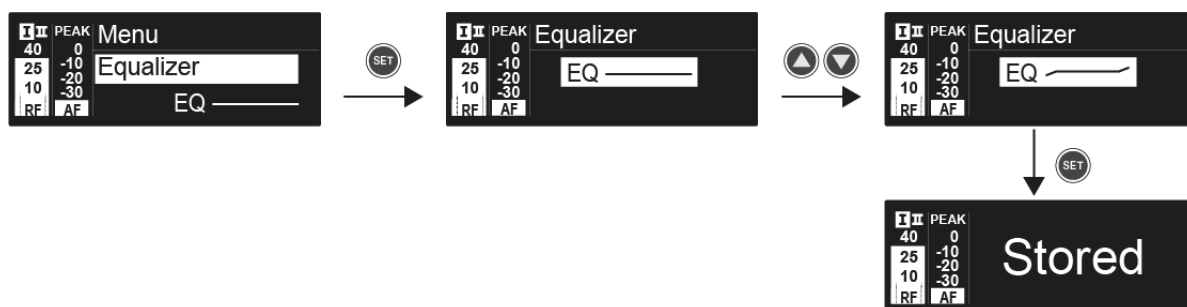 I II PEAK Menu
40 0
25 -10 Equalizer
-20
10 -30
EQ
RF AF
SET
I II PEAK Equalizer
40 0
25 -10 EQ
-20
10 -30
RF AF
I II PEAK Equalizer
40 0
25 -10 EQ
-20
10 -30
RF AF
SET
I II PEAK
40 0
25 -10 Stored
-20
10 -30
RF AF